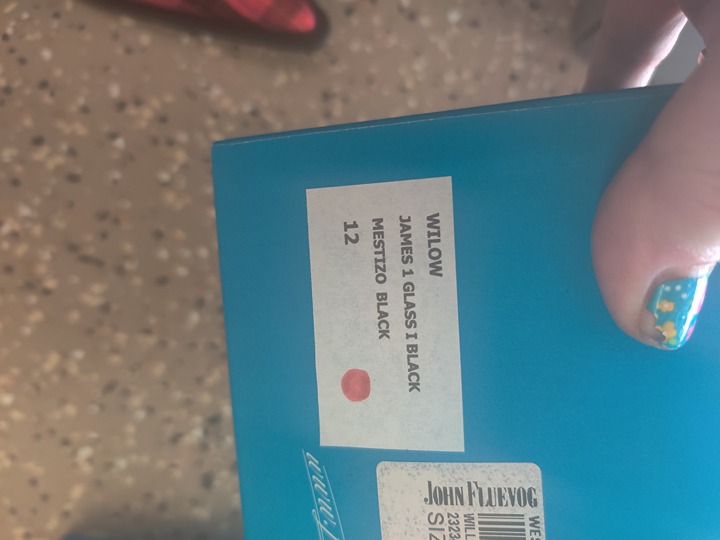 WILOW
JAMES 1 GLASS I BLACK
MESTIZO BLACK
12
JOHN FLUEVOG